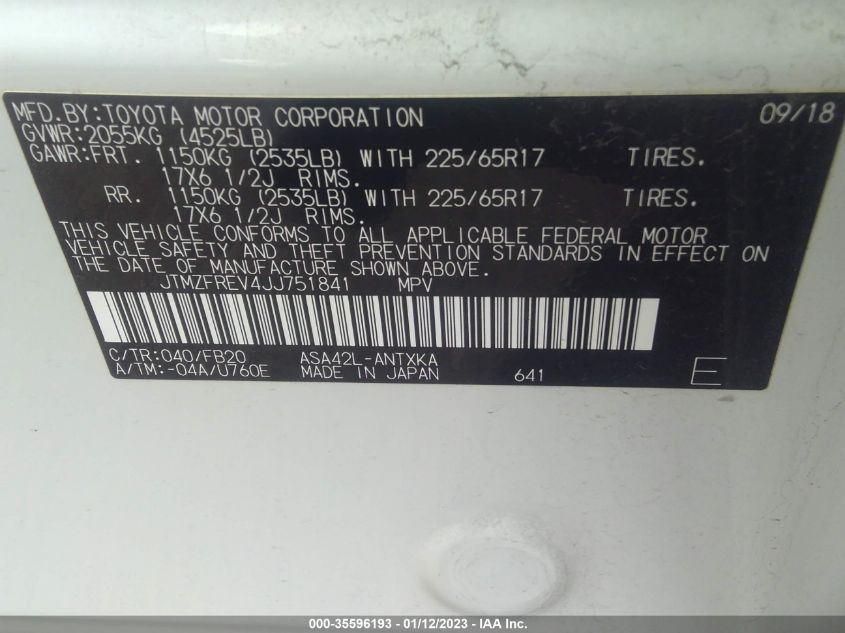 MFD.BY:TOYOTA MOTOR CORPORATION 09/18
GVWR:2055KG (4525LB)
GAWR:FRT. 1150KG (2535LB) WITH 225/65R17 TIRES.
17X6 1/2J RIMS.
RR. 1150KG (2535LB) WITH 225/65R17 TIRES.
17X6 1/2J RIMS.
THIS VEHICLE CONFORMS TO ALL APPLICABLE FEDERAL MOTOR
VEHICLE SAFETY AND THEFT PREVENTION STANDARDS IN EFFECT ON
THE DATE OF MANUFACTURE SHOWN ABOVE.
JTMZFREV4JJ751841 MPV
C/TR:040/FB20 ASA42L-ANTXKA
A/TM:-04A/U760E MADE IN JAPAN 641 E
000-35596193 - 01/12/2023 - IAA Inc.